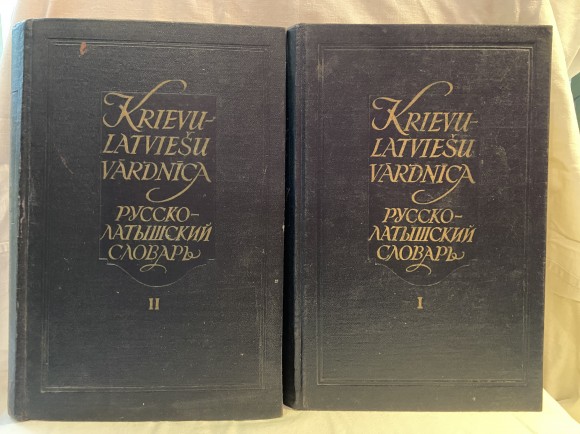 KRIEVU-
LATVIEŠU
VĀRDNĪCA
РУССКО-
ЛАТЫШСКИЙ
СЛОВАРЬ
II
KRIEVU-
LATVIEŠU
VĀRDNĪCA
РУССКО-
ЛАТЫШСКИЙ
СЛОВАРЬ
I